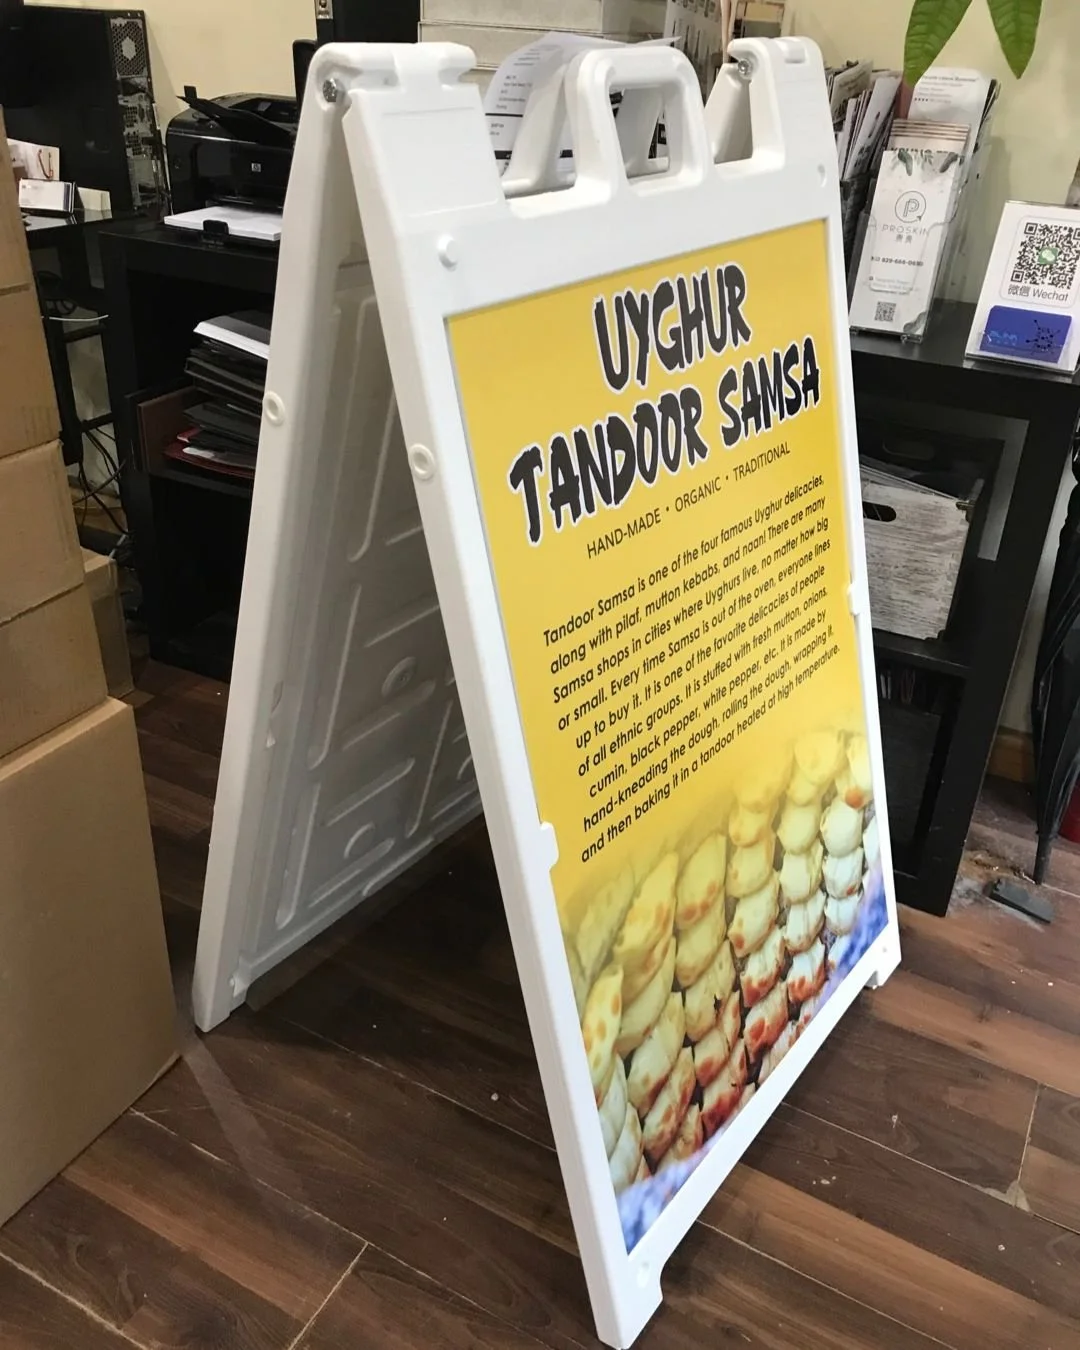 UYGHUR
TANDOOR SAMSA
HAND-MADE • ORGANIC • TRADITIONAL
Tandoor Samsa is one of the four famous Uyghur delicacies,
along with pilaf, mutton kebabs, and naan! There are many
Samsa shops in cities where Uyghurs live, no matter how big
or small. Every time Samsa is out of the oven, everyone lines
up to buy it. It is one of the favorite delicacies of people
of all ethnic groups. It is stuffed with fresh mutton, onions,
cumin, black pepper, white pepper, etc. It is made by
hand-kneading the dough, rolling the dough, wrapping it,
and then baking it in a tandoor heated at high temperature.
PROSKIN
微信 Wechat